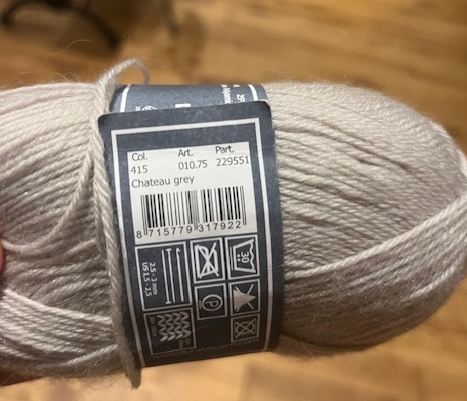 Col. Art. Part.
415 010.75 229551
Chateau grey
8 715779 317922
30
P
2.5 - 3 mm
US 1.5 - 2.5